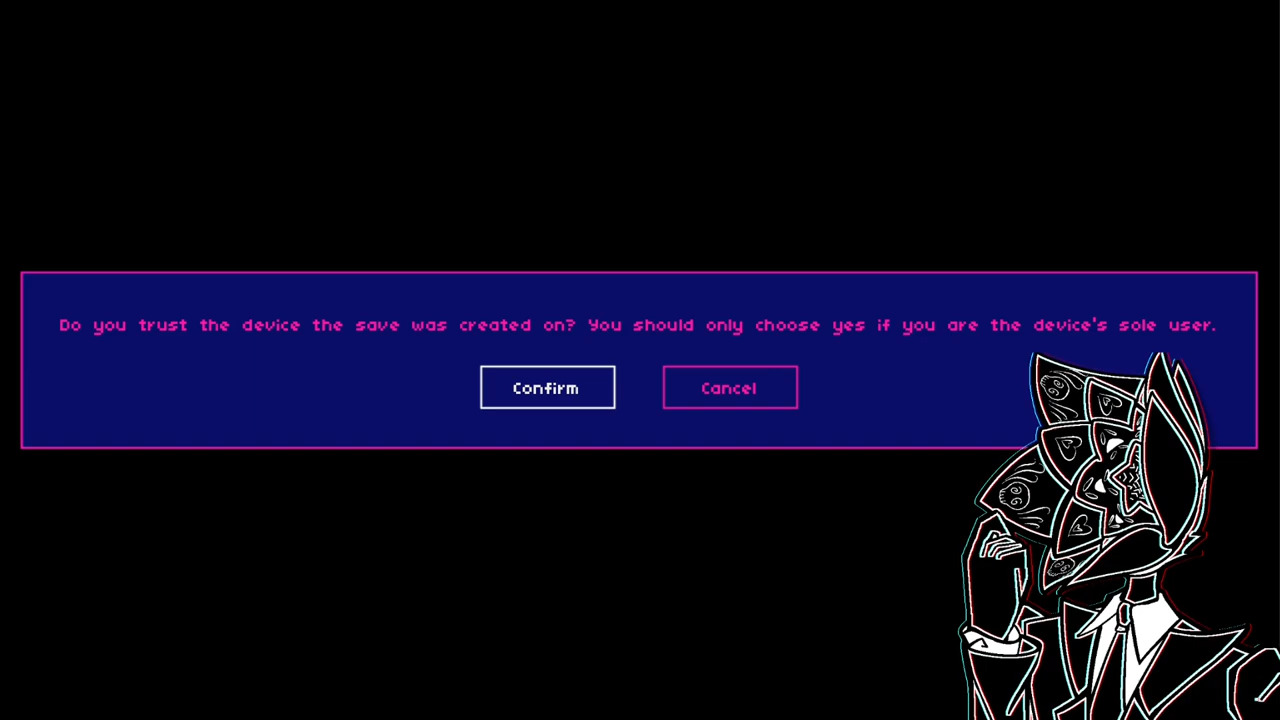 Do you trust the device the save was created on? You should only choose yes if you are the device's sole user.
Confirm
Cancel